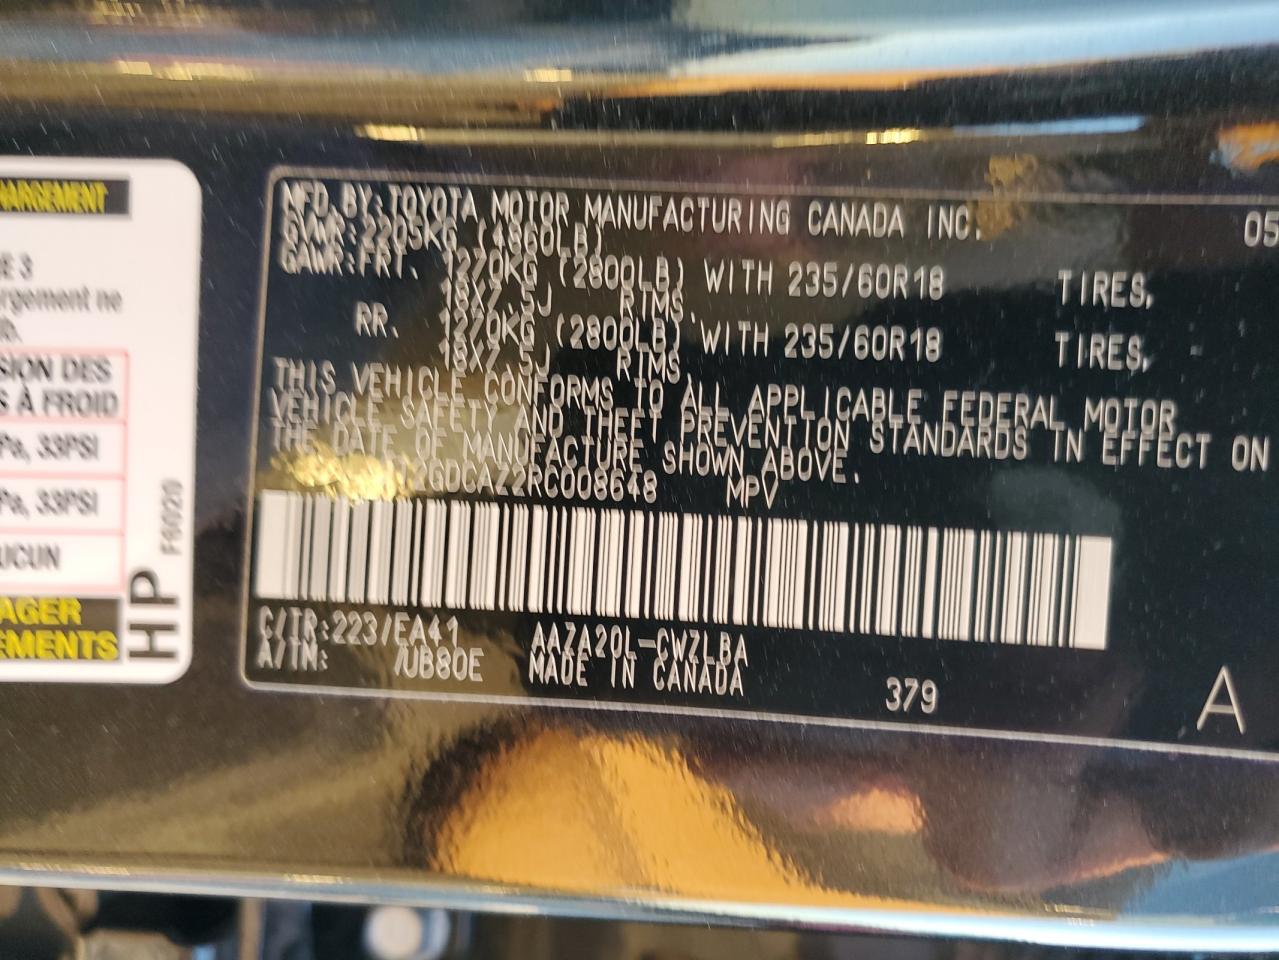 HARGEMENT
E 3
argement ne
b.
SION DES
S À FROID
Pa, 33PSI
Pa, 33PSI
UCUN
AGER
EMENTS
HP
F6020
MFD.BY:TOYOTA MOTOR MANUFACTURING CANADA INC. 05
GVWR:2205KG (4860LB)
GAWR:FRT. 1270KG (2800LB) WITH 235/60R18 TIRES,
18X7.5J RIMS.
RR. 1270KG (2800LB) WITH 235/60R18 TIRES,
18X7.5J RIMS.
THIS VEHICLE CONFORMS TO ALL APPLICABLE FEDERAL MOTOR
VEHICLE SAFETY AND THEFT PREVENTION STANDARDS IN EFFECT ON
THE DATE OF MANUFACTURE SHOWN ABOVE.
2GDCAZ2RC008648 MPV
C/TR:223/EA41 AAZA20L-CWZLBA
A/TM: /UB80E MADE IN CANADA
379
A